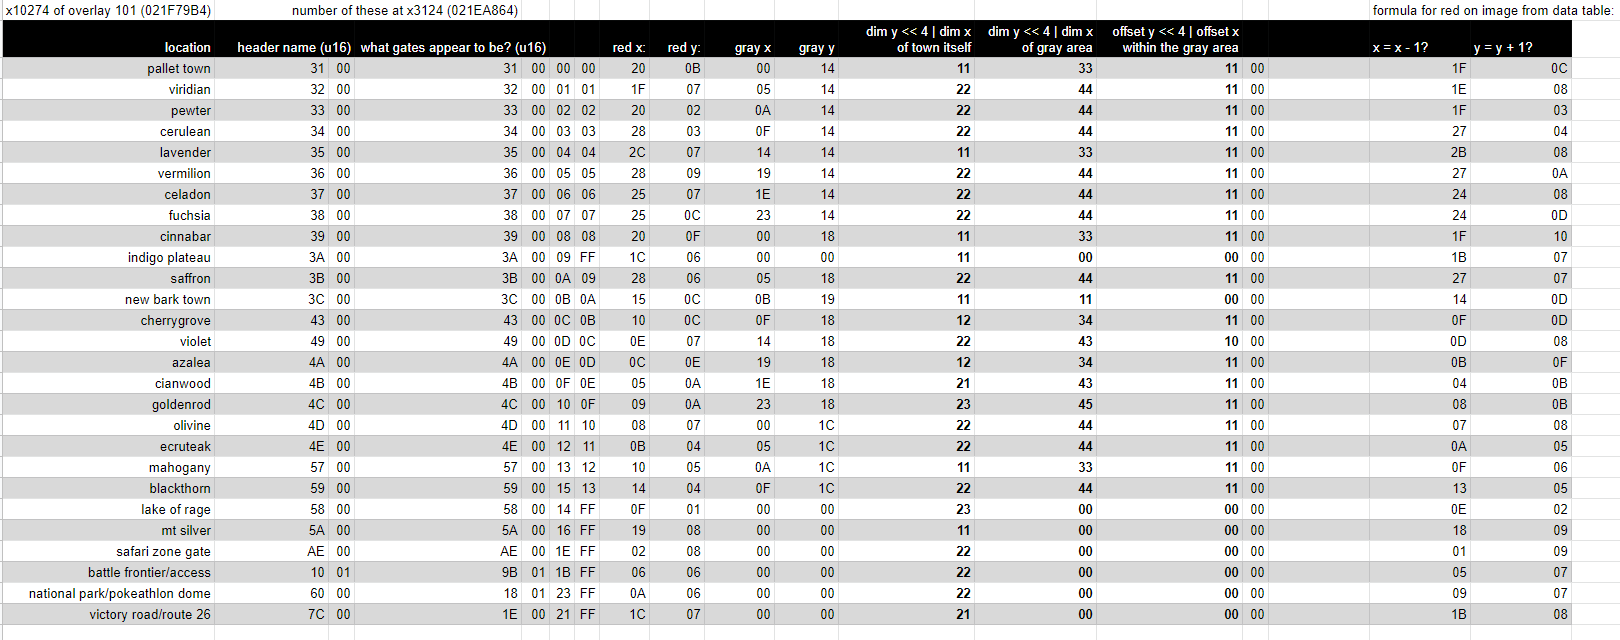 x10274 of overlay 101 (021F79B4) number of these at x3124 (021EA864) formula for red on image from data table:
dim y << 4 | dim x dim y << 4 | dim x offset y << 4 | offset x
location header name (u16) what gates appear to be? (u16) red x: red y: gray x gray y of town itself of gray area within the gray area x = x - 1? y = y + 1?
pallet town 31 00 31 00 00 00 20 0B 00 14 11 33 11 00 1F 0C
viridian 32 00 32 00 01 01 1F 07 05 14 22 44 11 00 1E 08
pewter 33 00 33 00 02 02 20 02 0A 14 22 44 11 00 1F 03
cerulean 34 00 34 00 03 03 28 03 0F 14 22 44 11 00 27 04
lavender 35 00 35 00 04 04 2C 07 14 14 11 33 11 00 2B 08
vermilion 36 00 36 00 05 05 28 09 19 14 22 44 11 00 27 0A
celadon 37 00 37 00 06 06 25 07 1E 14 22 44 11 00 24 08
fuchsia 38 00 38 00 07 07 25 0C 23 14 22 44 11 00 24 0D
cinnabar 39 00 39 00 08 08 20 0F 00 18 11 33 11 00 1F 10
indigo plateau 3A 00 3A 00 09 FF 1C 06 00 00 11 00 00 00 1B 07
saffron 3B 00 3B 00 0A 09 28 06 05 18 22 44 11 00 27 07
new bark town 3C 00 3C 00 0B 0A 15 0C 0B 19 11 11 00 00 14 0D
cherrygrove 43 00 43 00 0C 0B 10 0C 0F 18 12 34 11 00 0F 0D
violet 49 00 49 00 0D 0C 0E 07 14 18 22 43 10 00 0D 08
azalea 4A 00 4A 00 0E 0D 0C 0E 19 18 12 34 11 00 0B 0F
cianwood 4B 00 4B 00 0F 0E 05 0A 1E 18 21 43 11 00 04 0B
goldenrod 4C 00 4C 00 10 0F 09 0A 23 18 23 45 11 00 08 0B
olivine 4D 00 4D 00 11 10 08 07 00 1C 22 44 11 00 07 08
ecruteak 4E 00 4E 00 12 11 0B 04 05 1C 22 44 11 00 0A 05
mahogany 57 00 57 00 13 12 10 05 0A 1C 11 33 11 00 0F 06
blackthorn 59 00 59 00 15 13 14 04 0F 1C 22 44 11 00 13 05
lake of rage 58 00 58 00 14 FF 0F 01 00 00 23 00 00 00 0E 02
mt silver 5A 00 5A 00 16 FF 19 08 00 00 11 00 00 00 18 09
safari zone gate AE 00 AE 00 1E FF 02 08 00 00 22 00 00 00 01 09
battle frontier/access 10 01 9B 01 1B FF 06 06 00 00 22 00 00 00 05 07
national park/pokeathlon dome 60 00 18 01 23 FF 0A 06 00 00 22 00 00 00 09 07
victory road/route 26 7C 00 1E 00 21 FF 1C 07 00 00 21 00 00 00 1B 08